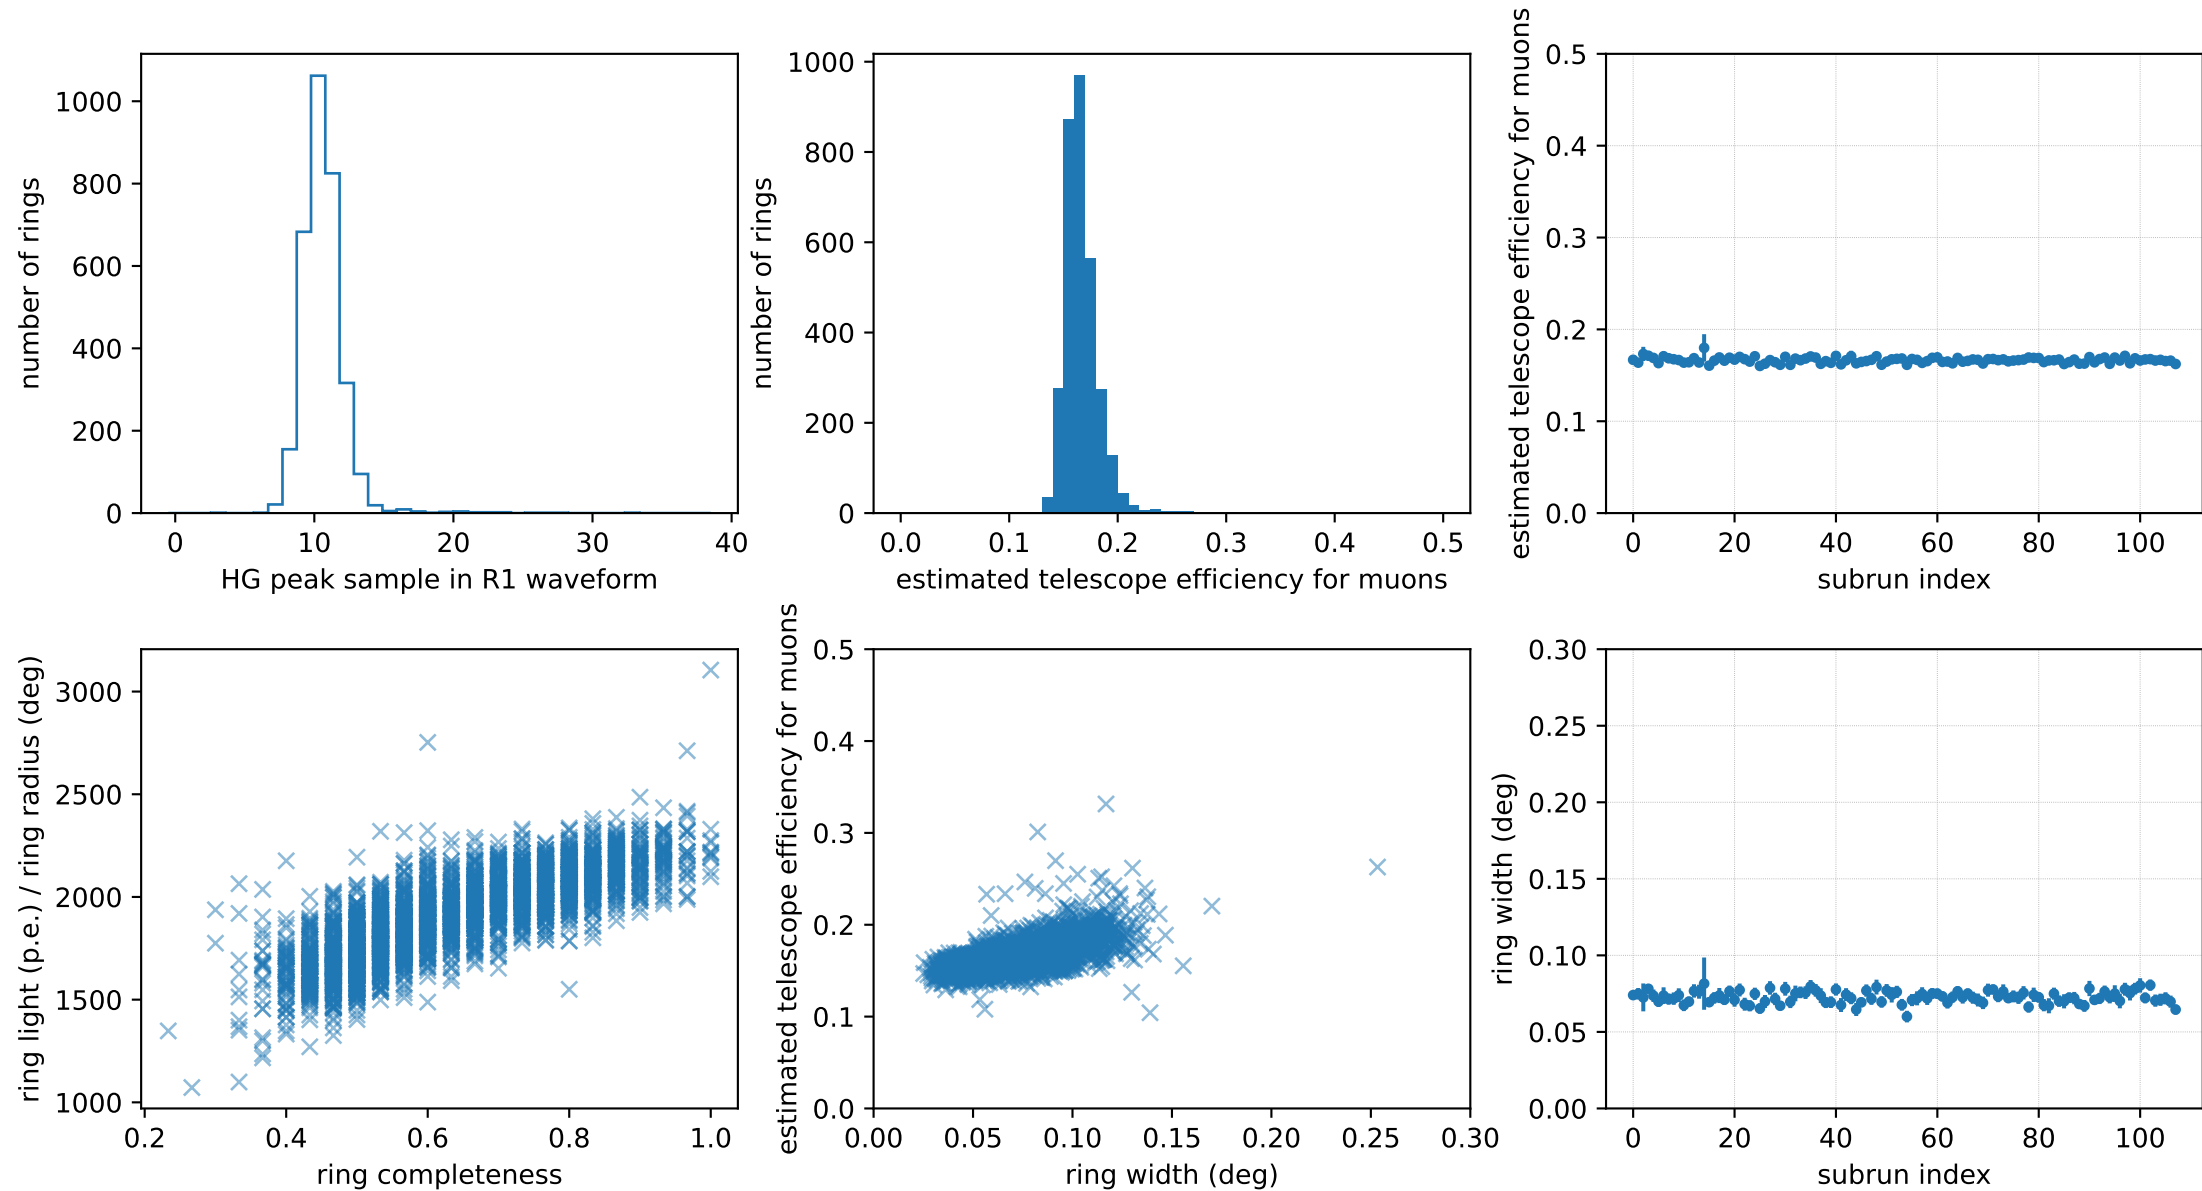 number of rings
1000
800
600
400
200
0
0 10 20 30 40
HG peak sample in R1 waveform
number of rings
1000
800
600
400
200
0
0.0 0.1 0.2 0.3 0.4 0.5
estimated telescope efficiency for muons
estimated telescope efficiency for muons
0.5
0.4
0.3
0.2
0.1
0.0
0 20 40 60 80 100
subrun index
ring light (p.e.) / ring radius (deg)
3000
2500
2000
1500
1000
0.2 0.4 0.6 0.8 1.0
ring completeness
estimated telescope efficiency for muons
0.5
0.4
0.3
0.2
0.1
0.0
0.00 0.05 0.10 0.15 0.20 0.25 0.30
ring width (deg)
ring width (deg)
0.30
0.25
0.20
0.15
0.10
0.05
0.00
0 20 40 60 80 100
subrun index